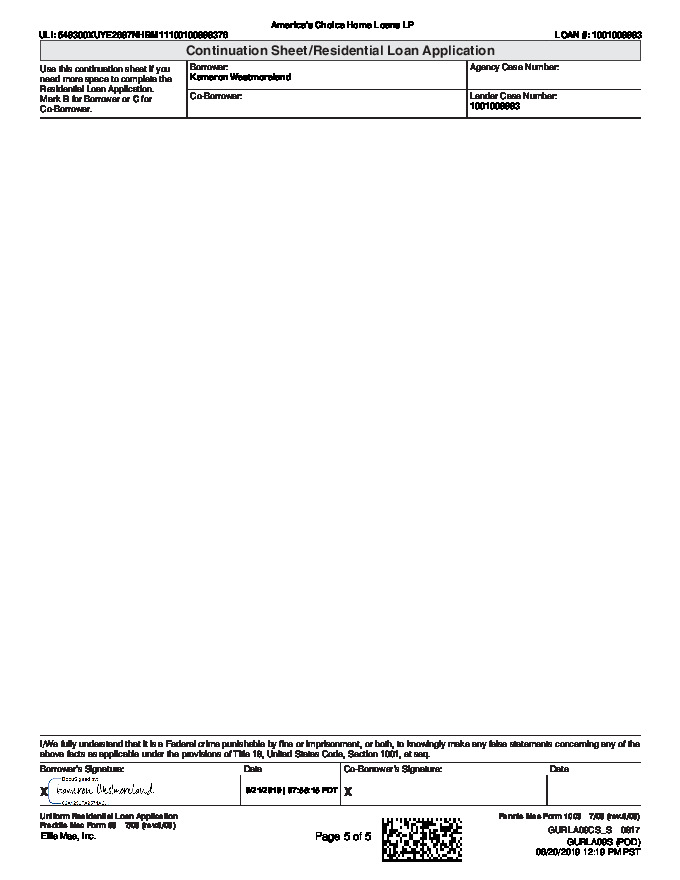 America's Choice Home Loans LP
LOAN #: 1001009983
Continuation Sheet/Residential Loan Application
Use this continuation sheet if you
need more space to complete the
Residential Loan Application.
Mark B for Borrower or C for
Co-Borrower.
Borrower:
Kameron Westmoreland
Agency Case Number:
Co-Borrower:
Lender Case Number:
1001009983
I/We fully understand that it is a Federal crime punishable by fine or imprisonment, or both, to knowingly make any false statements concerning any of the
above facts as applicable under the provisions of Title 18, United States Code, Section 1001, et seq.
Borrower's Signature:
Date
Co-Borrower's Signature:
Date
X
DocuSigned by:
Kameron Westmoreland
8/21/2019 | 07:56:16 PDT
X
Uniform Residential Loan Application
Freddie Mac Form 65 7/05 (rev.6/09)
Fannie Mae Form 1003 7/05 (rev.6/09)
Ellie Mae, Inc.
Page 5 of 5
GURLA09CS_S 0817
GURLA09S (POD)
08/20/2019 12:19 PM PST